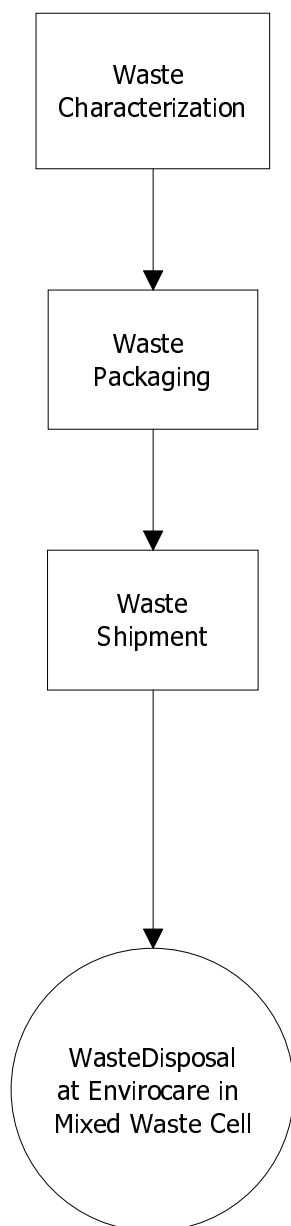 Waste
Characterization
Waste
Packaging
Waste
Shipment
WasteDisposal
at Envirocare in
Mixed Waste Cell